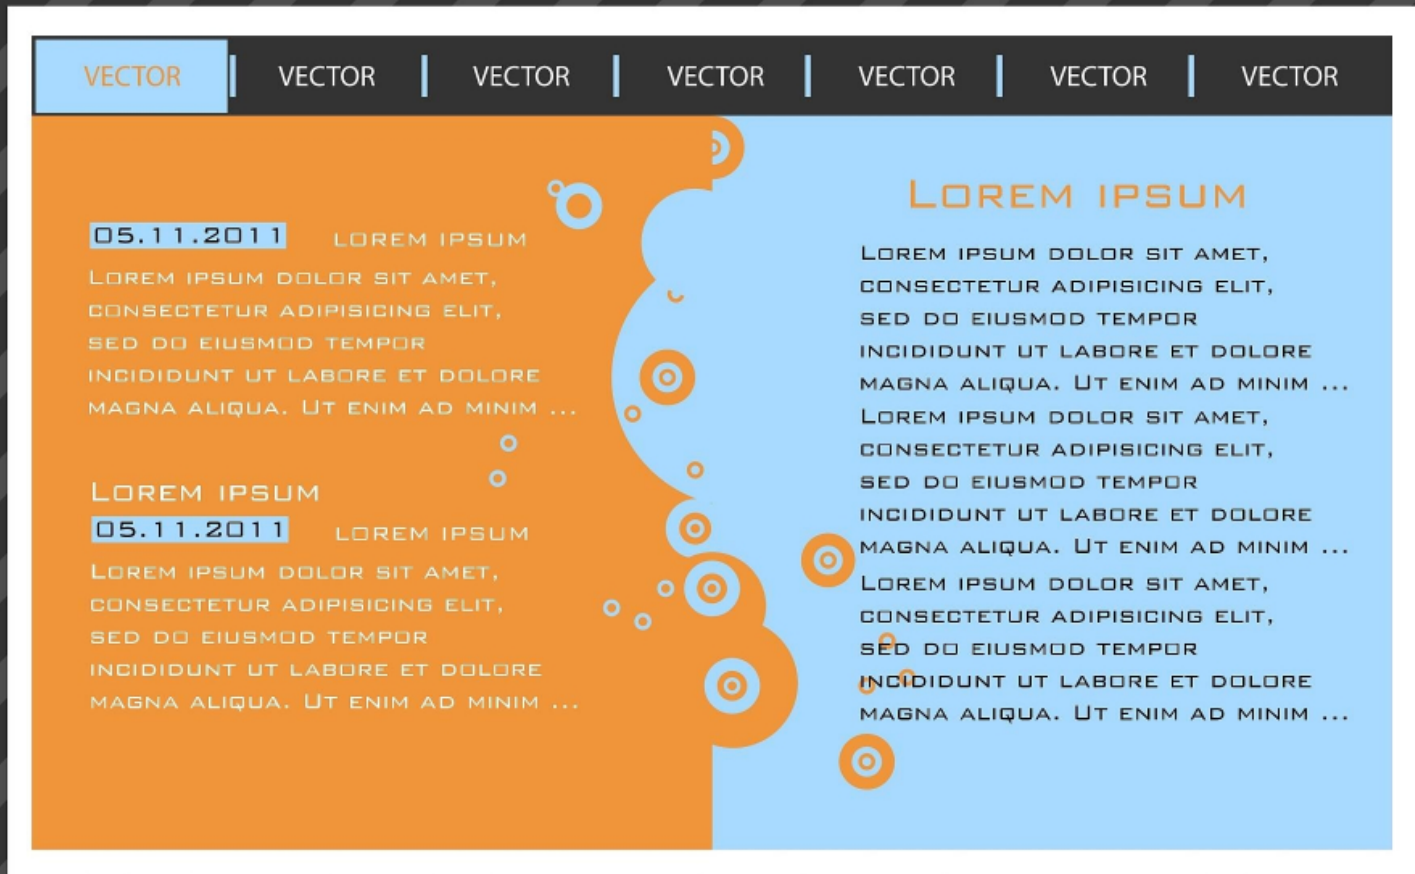 VECTOR VECTOR VECTOR VECTOR VECTOR VECTOR VECTOR
05.11.2011 LOREM IPSUM
LOREM IPSUM DOLOR SIT AMET,
CONSECTETUR ADIPISICING ELIT,
SED DO EIUSMOD TEMPOR
INCIDIDUNT UT LABORE ET DOLORE
MAGNA ALIQUA. UT ENIM AD MINIM ...
LOREM IPSUM
05.11.2011 LOREM IPSUM
LOREM IPSUM DOLOR SIT AMET,
CONSECTETUR ADIPISICING ELIT,
SED DO EIUSMOD TEMPOR
INCIDIDUNT UT LABORE ET DOLORE
MAGNA ALIQUA. UT ENIM AD MINIM ...
LOREM IPSUM
LOREM IPSUM DOLOR SIT AMET,
CONSECTETUR ADIPISICING ELIT,
SED DO EIUSMOD TEMPOR
INCIDIDUNT UT LABORE ET DOLORE
MAGNA ALIQUA. UT ENIM AD MINIM ...
LOREM IPSUM DOLOR SIT AMET,
CONSECTETUR ADIPISICING ELIT,
SED DO EIUSMOD TEMPOR
INCIDIDUNT UT LABORE ET DOLORE
MAGNA ALIQUA. UT ENIM AD MINIM ...
LOREM IPSUM DOLOR SIT AMET,
CONSECTETUR ADIPISICING ELIT,
SED DO EIUSMOD TEMPOR
INCIDIDUNT UT LABORE ET DOLORE
MAGNA ALIQUA. UT ENIM AD MINIM ...